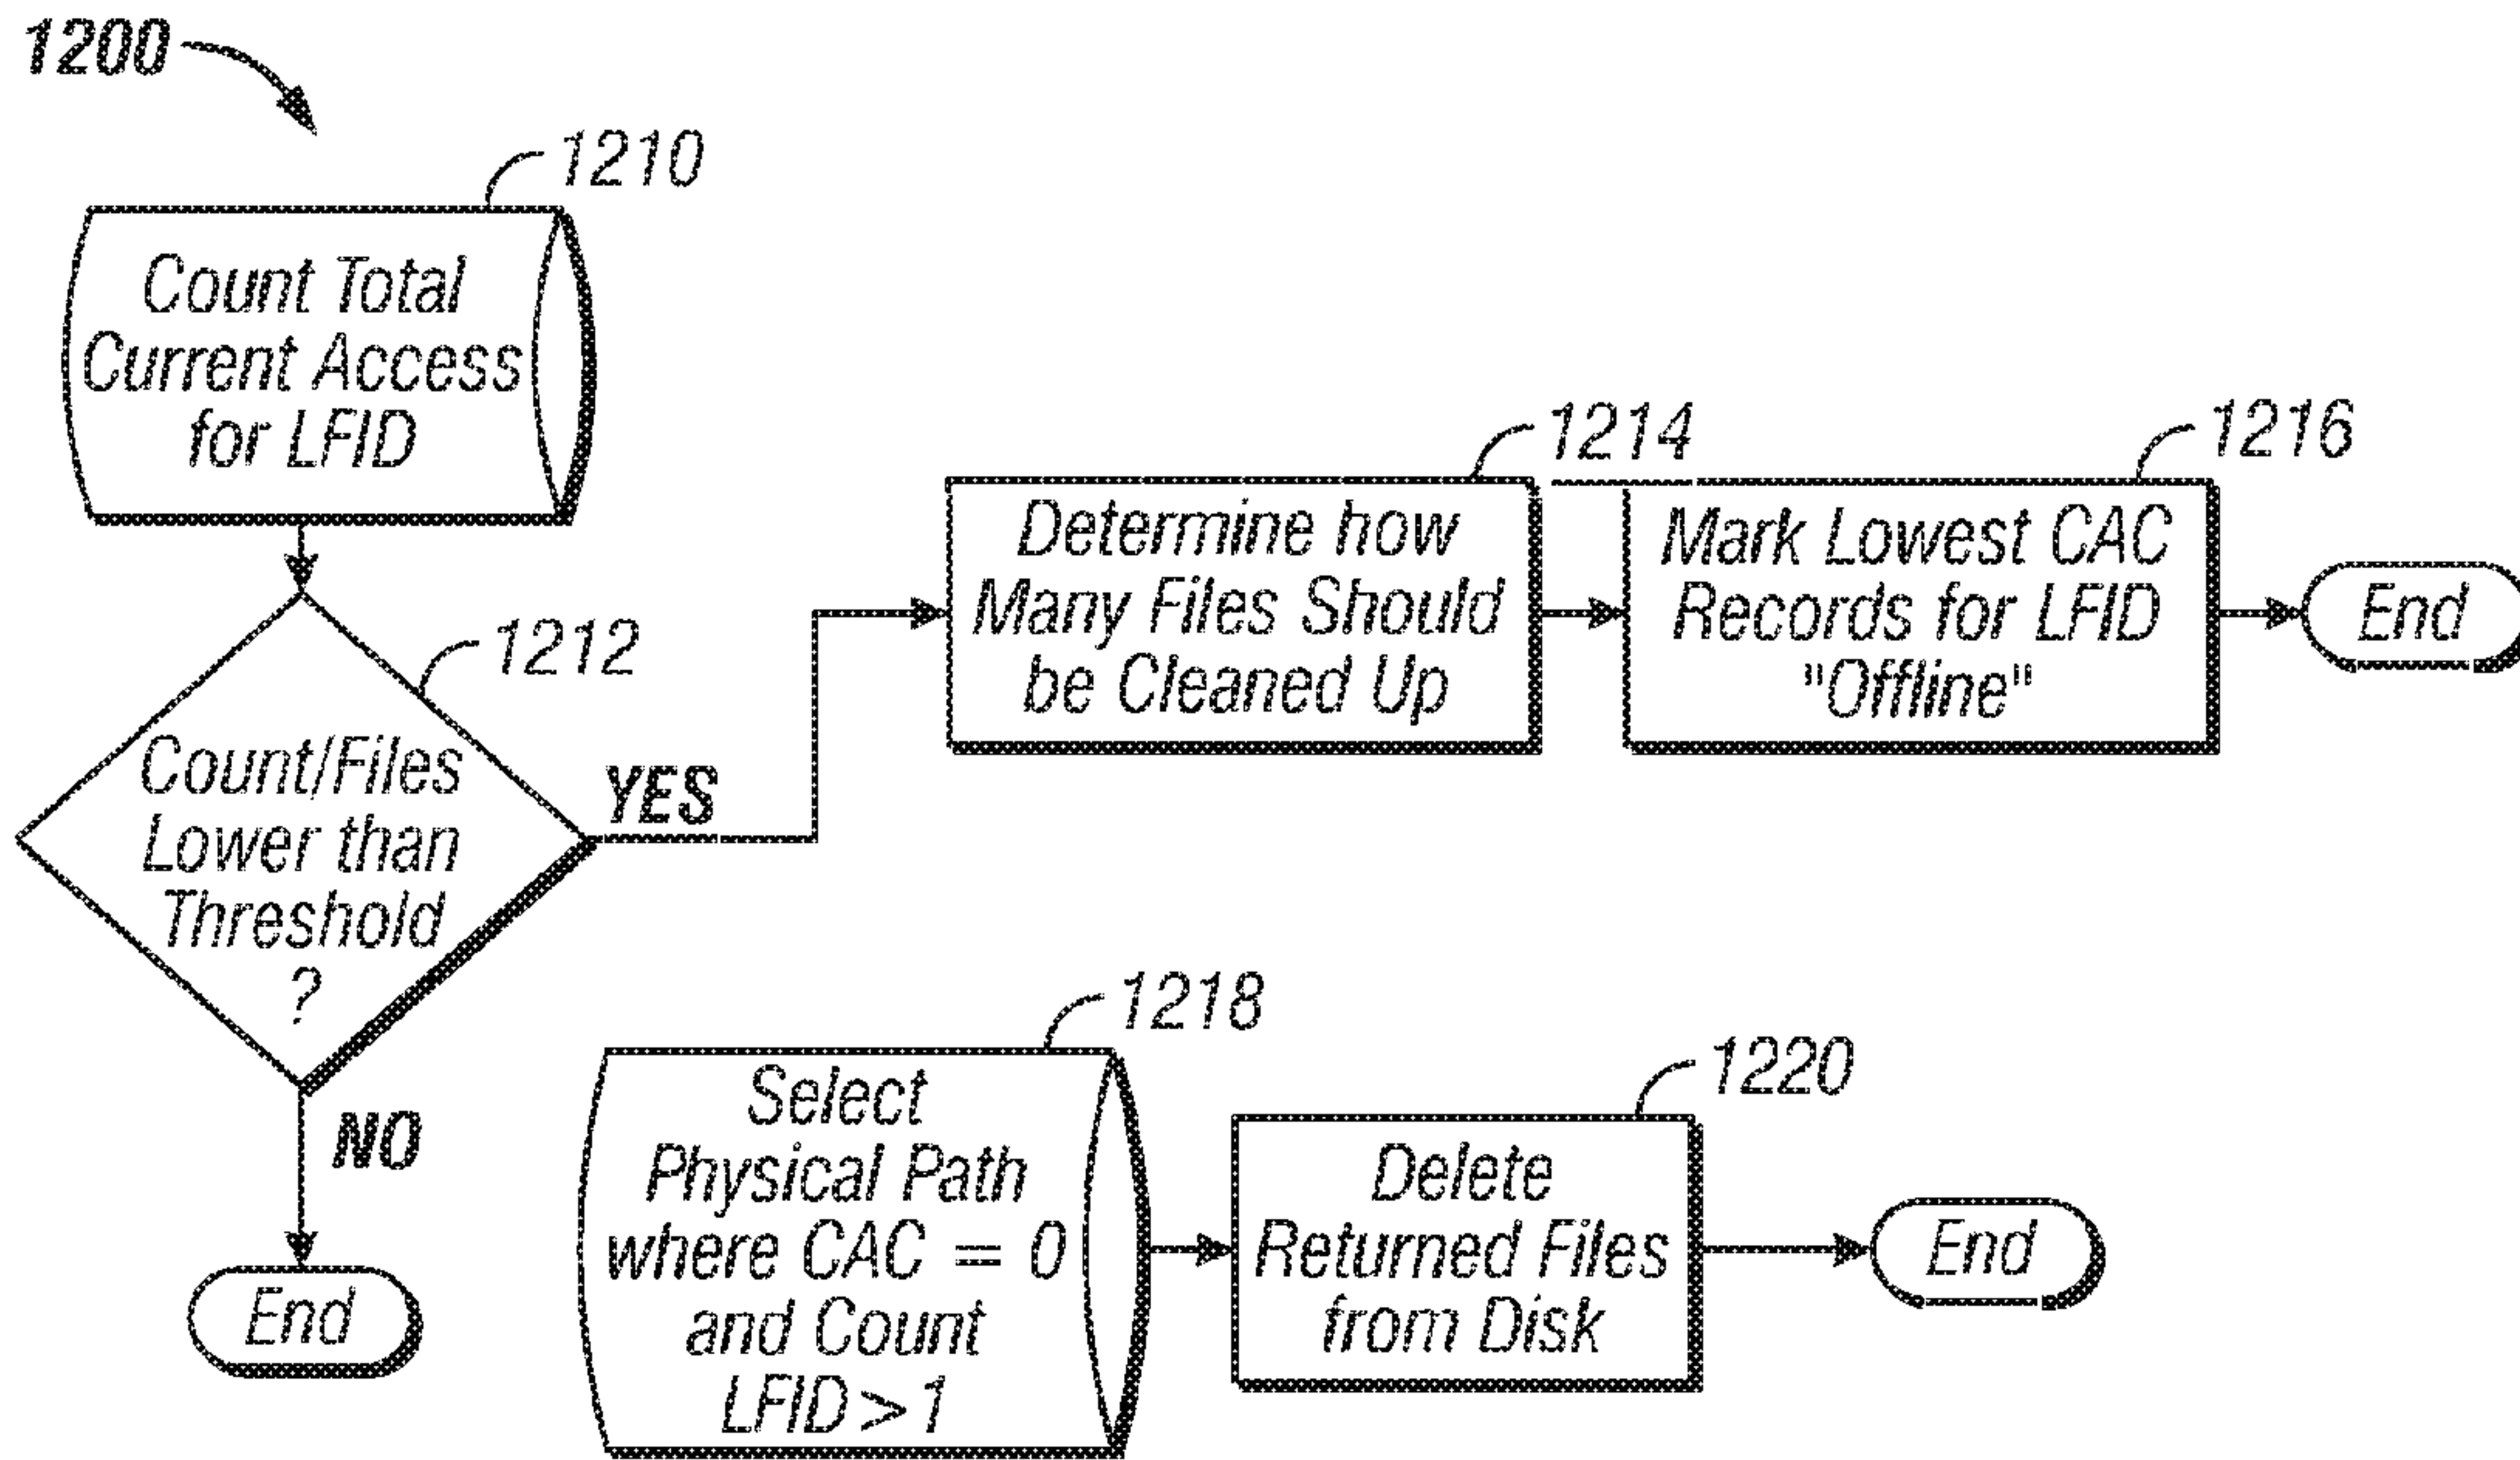 1200
1210
Count Total
Current Access
for LFID
1212
Count/Files
Lower than
Threshold
?
YES
NO
End
1214
Determine how
Many Files Should
be Cleaned Up
1216
Mark Lowest CAC
Records for LFID
"Offline"
End
1218
Select
Physical Path
where CAC = 0
and Count
LFID > 1
1220
Delete
Returned Files
from Disk
End